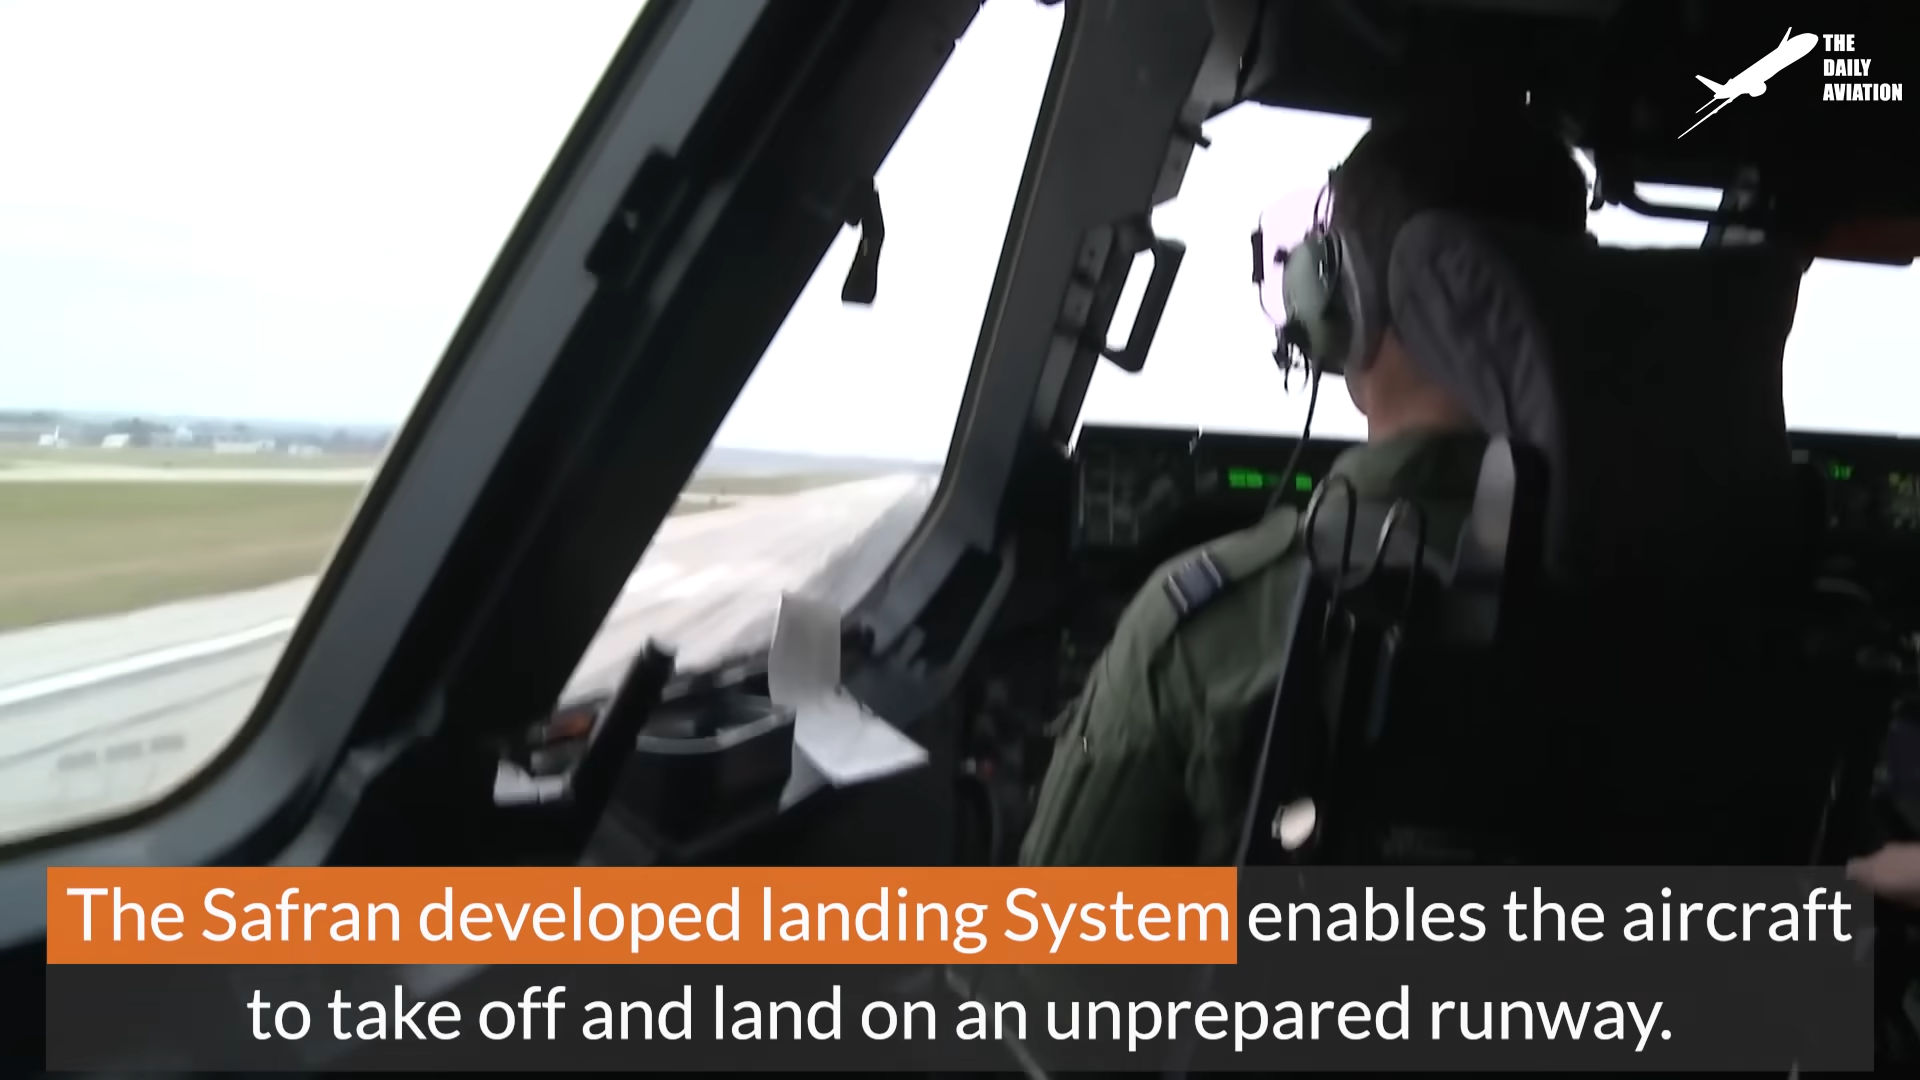 THE
DAILY
AVIATION
The Safran developed landing System enables the aircraft
to take off and land on an unprepared runway.